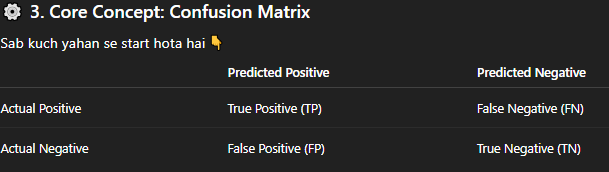 ⚙️ 3. Core Concept: Confusion Matrix
Sab kuch yahan se start hota hai 👇
Predicted Positive Predicted Negative
Actual Positive True Positive (TP) False Negative (FN)
Actual Negative False Positive (FP) True Negative (TN)